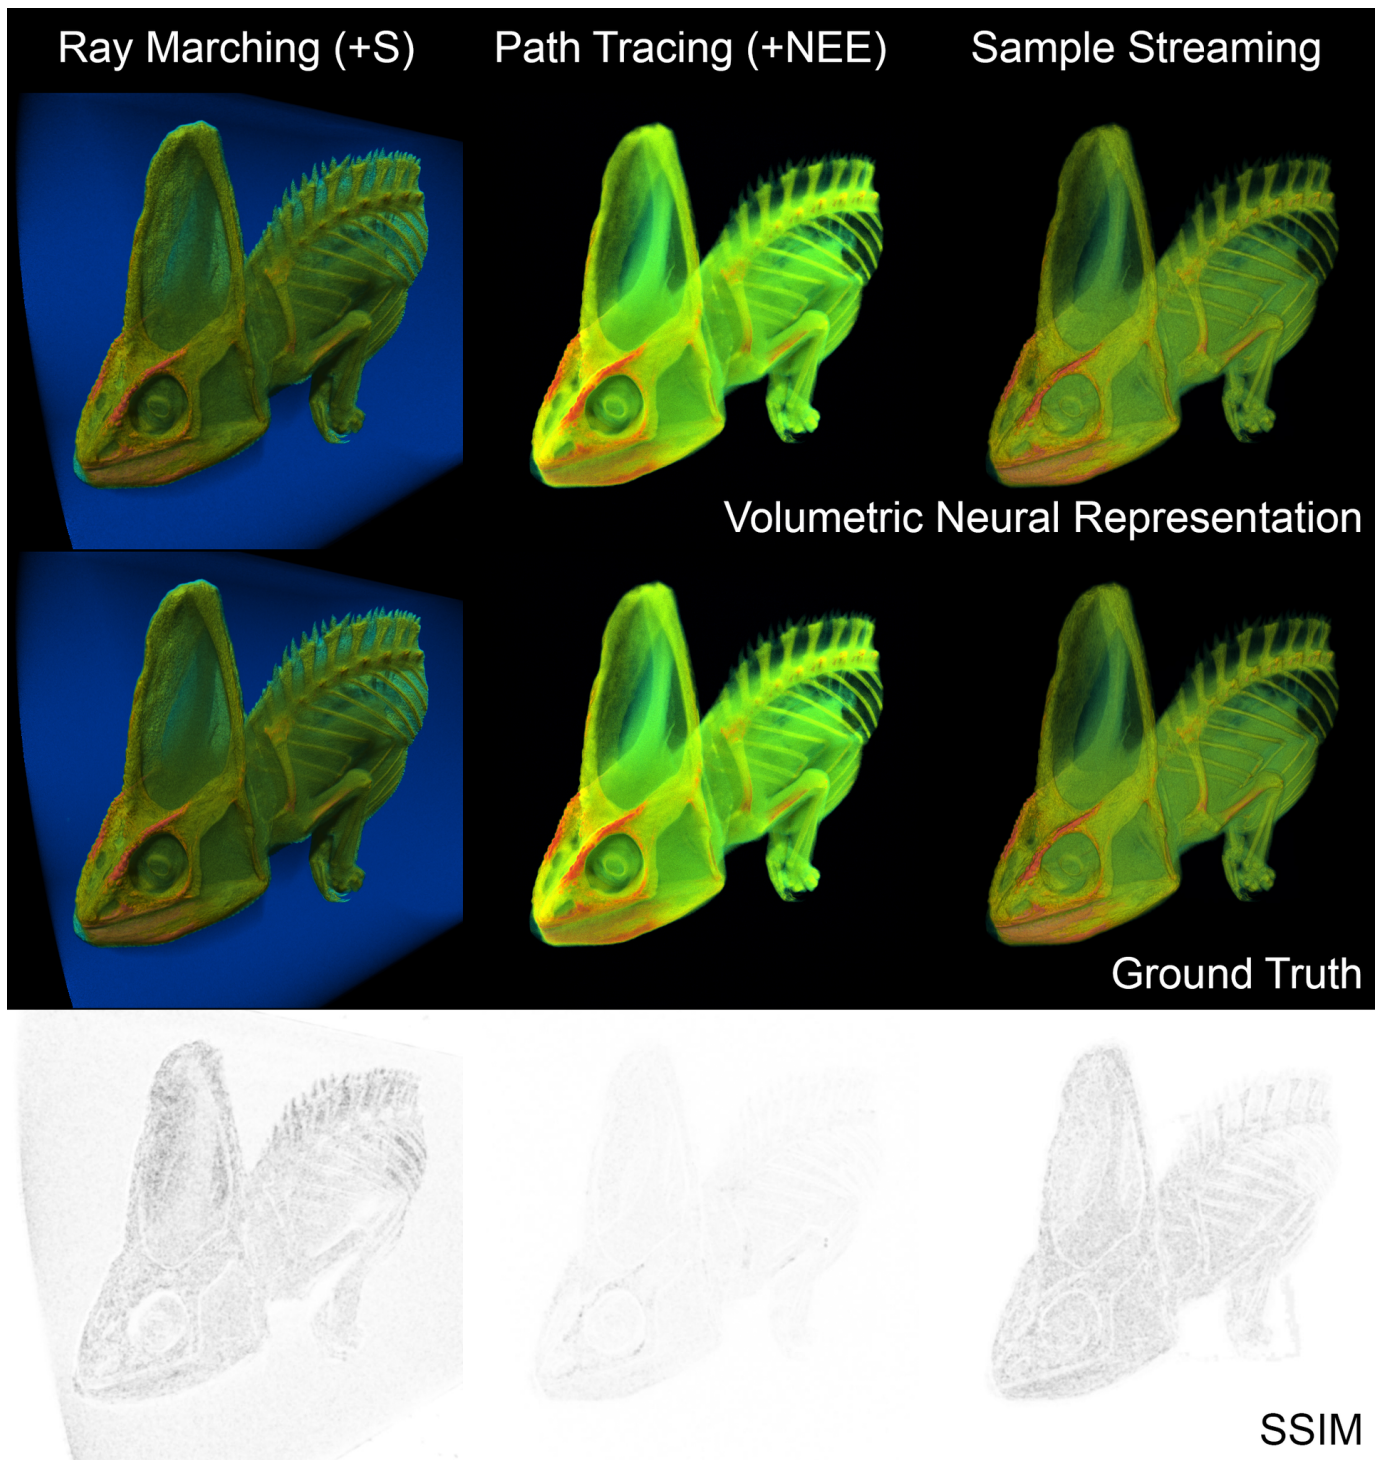 Ray Marching (+S)
Path Tracing (+NEE)
Sample Streaming
Volumetric Neural Representation
Ground Truth
SSIM